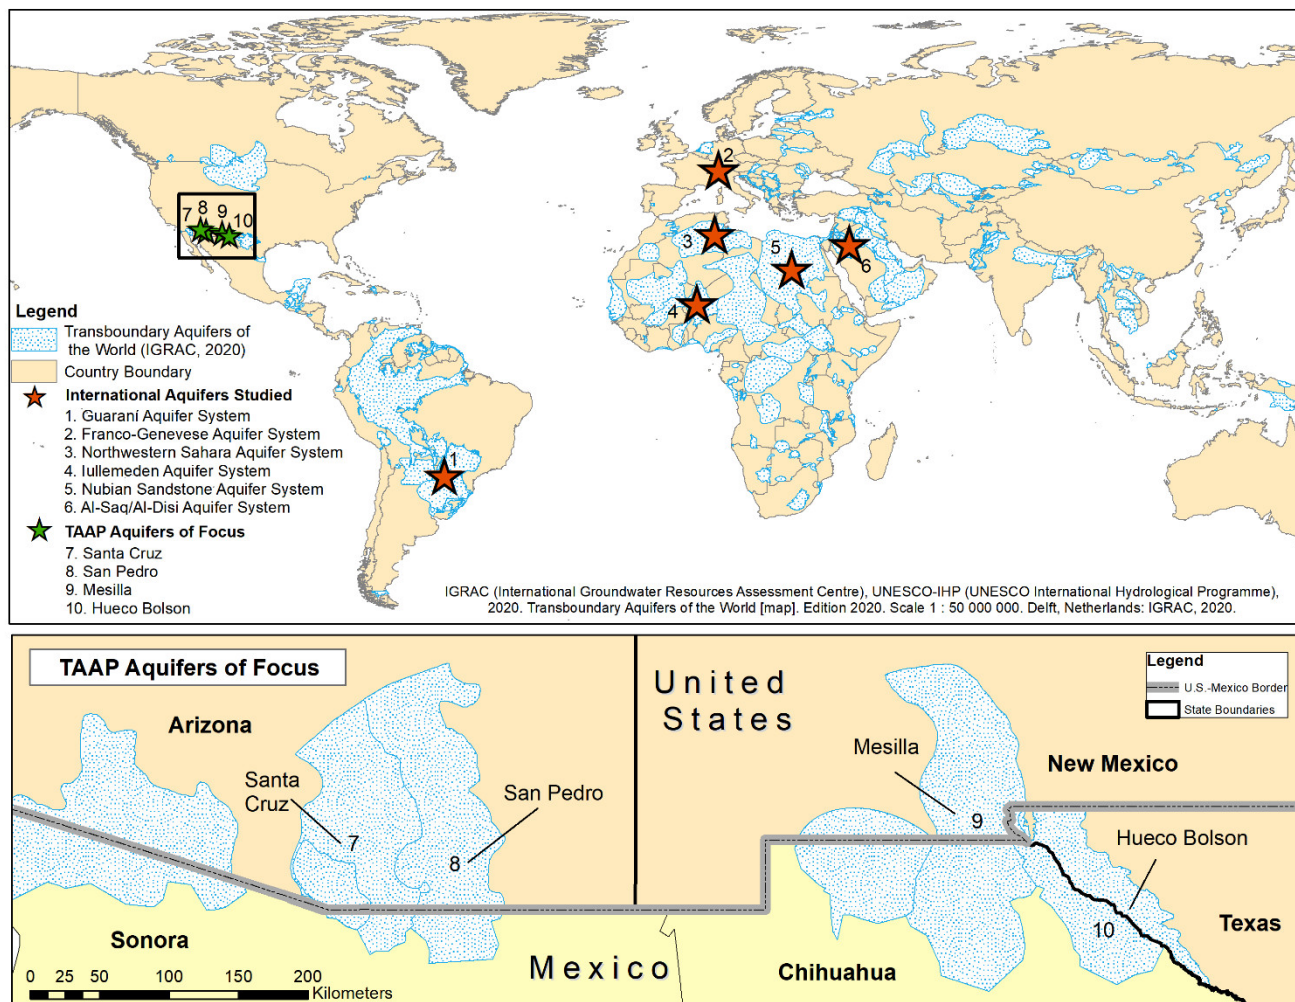 2
7
8
9
10
3
5
6
4
1
Legend
Transboundary Aquifers of
the World (IGRAC, 2020)
Country Boundary
International Aquifers Studied
1. Guaraní Aquifer System
2. Franco-Genevese Aquifer System
3. Northwestern Sahara Aquifer System
4. Iullemeden Aquifer System
5. Nubian Sandstone Aquifer System
6. Al-Saq/Al-Disi Aquifer System
TAAP Aquifers of Focus
7. Santa Cruz
8. San Pedro
9. Mesilla
10. Hueco Bolson
IGRAC (International Groundwater Resources Assessment Centre), UNESCO-IHP (UNESCO International Hydrological Programme),
2020. Transboundary Aquifers of the World [map]. Edition 2020. Scale 1 : 50 000 000. Delft, Netherlands: IGRAC, 2020.
TAAP Aquifers of Focus
United
States
Legend
U.S.-Mexico Border
State Boundaries
Arizona
Santa
Cruz
San Pedro
Mesilla
New Mexico
7
8
9
Hueco Bolson
10
Texas
Sonora
Mexico
Chihuahua
0 25 50 100 150 200
Kilometers